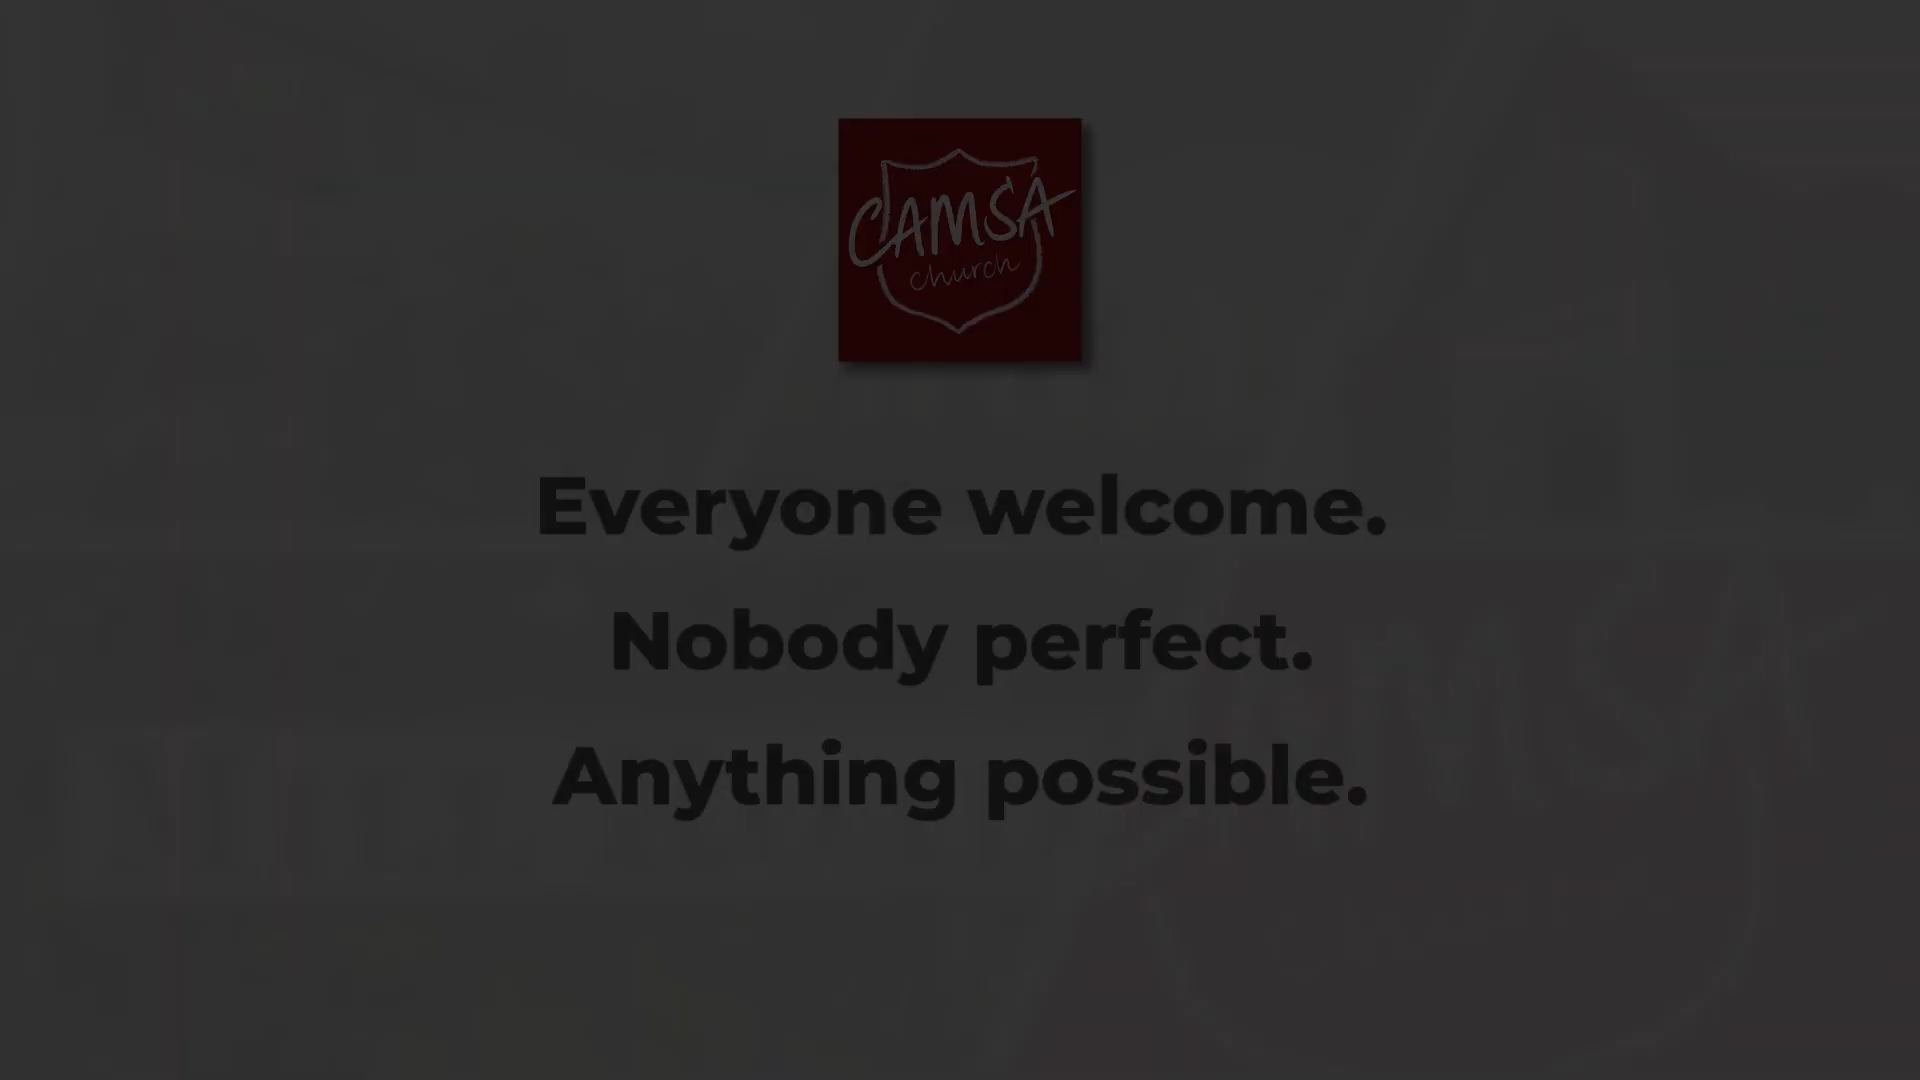 CAMSA
church
Everyone welcome.
Nobody perfect.
Anything possible.